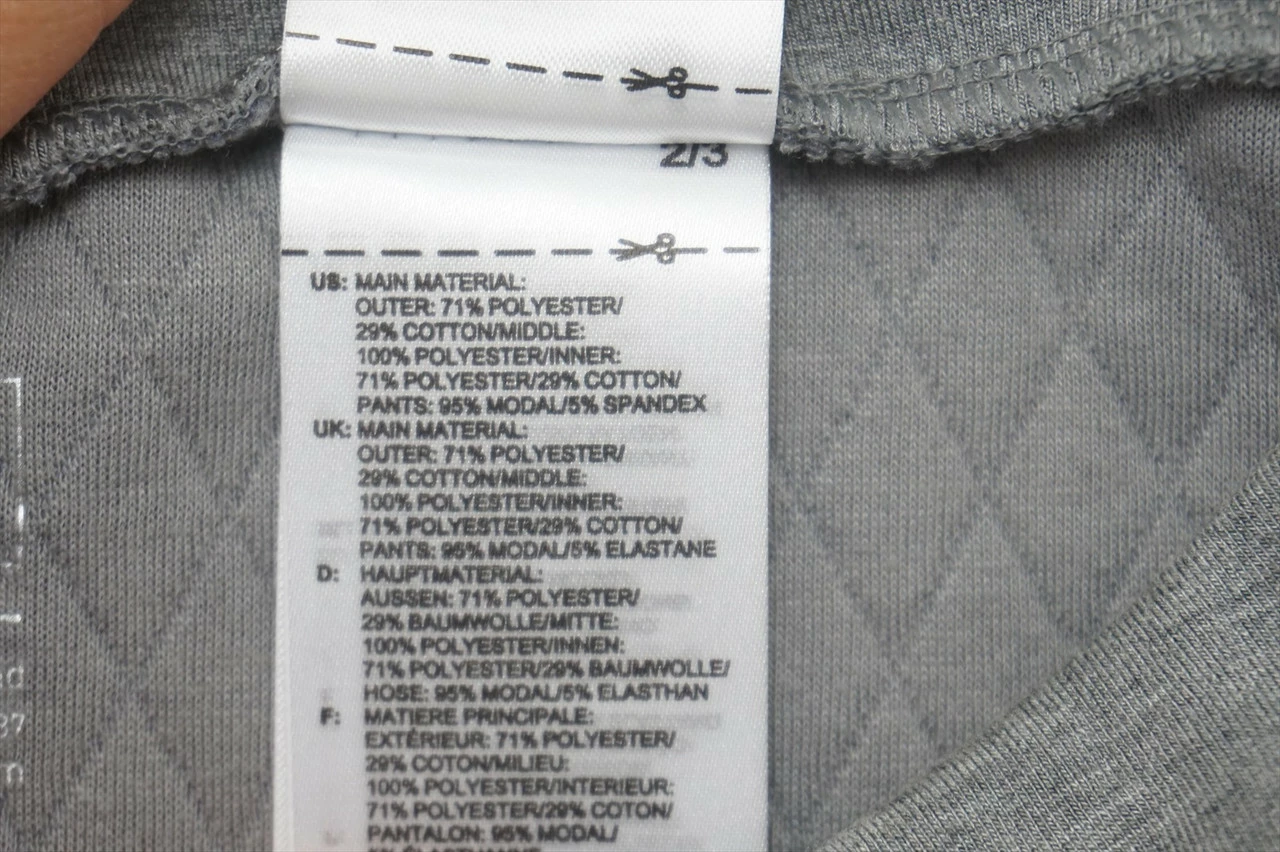 2/3
US: MAIN MATERIAL:
OUTER: 71% POLYESTER/
29% COTTON/MIDDLE:
100% POLYESTER/INNER:
71% POLYESTER/29% COTTON/
PANTS: 95% MODAL/5% SPANDEX
UK: MAIN MATERIAL:
OUTER: 71% POLYESTER/
29% COTTON/MIDDLE:
100% POLYESTER/INNER:
71% POLYESTER/29% COTTON/
PANTS: 95% MODAL/5% ELASTANE
D: HAUPTMATERIAL:
AUSSEN: 71% POLYESTER/
29% BAUMWOLLE/MITTE:
100% POLYESTER/INNEN:
71% POLYESTER/29% BAUMWOLLE/
HOSE: 95% MODAL/5% ELASTHAN
F: MATIERE PRINCIPALE:
EXTÉRIEUR: 71% POLYESTER/
29% COTON/MILIEU:
100% POLYESTER/INTERIEUR:
71% POLYESTER/29% COTON/
PANTALON: 95% MODAL/